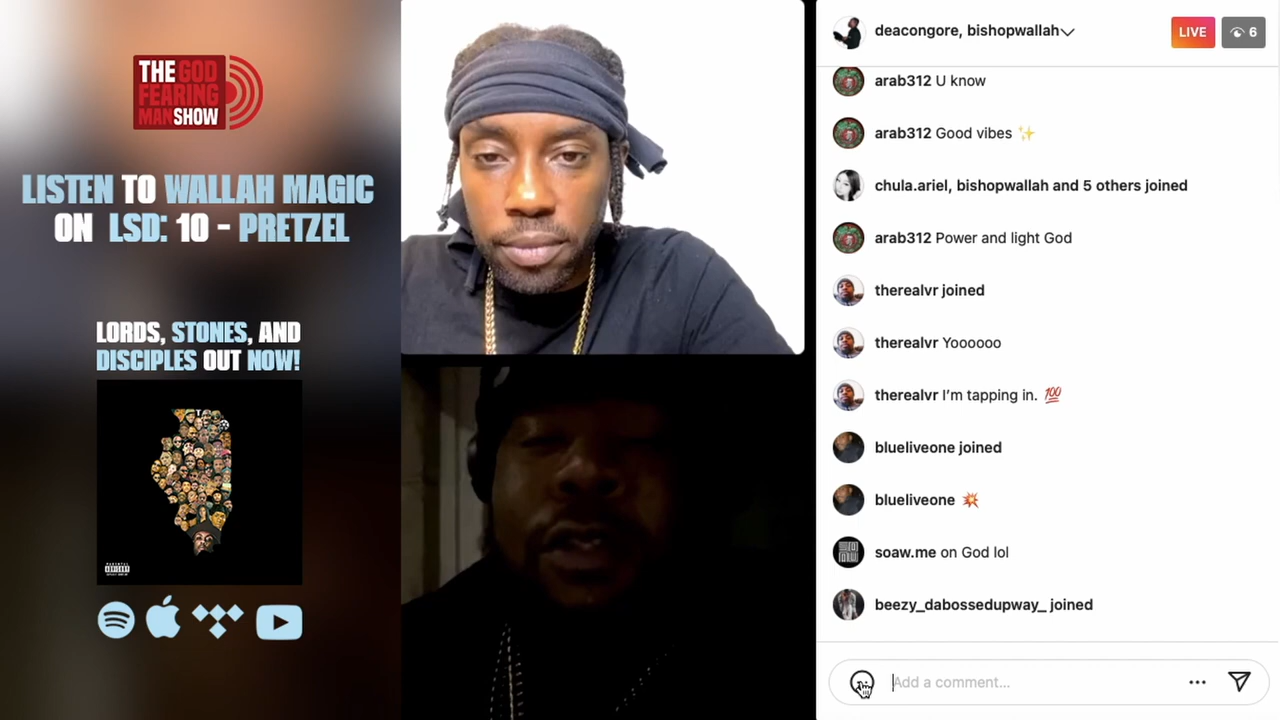 THE GOD
FEARING
MAN SHOW
LISTEN TO WALLAH MAGIC
ON LSD: 10 - PRETZEL
LORDS, STONES, AND
DISCIPLES OUT NOW!
PARENTAL
ADVISORY
deacongore, bishopwallah
LIVE
6
arab312 U know
arab312 Good vibes ✨
chula.ariel, bishopwallah and 5 others joined
arab312 Power and light God
therealvr joined
therealvr Yoooooo
therealvr I’m tapping in. 💯
blueliveone joined
blueliveone 💥
soaw.me on God lol
beezy_dabossedupway_ joined
Add a comment...